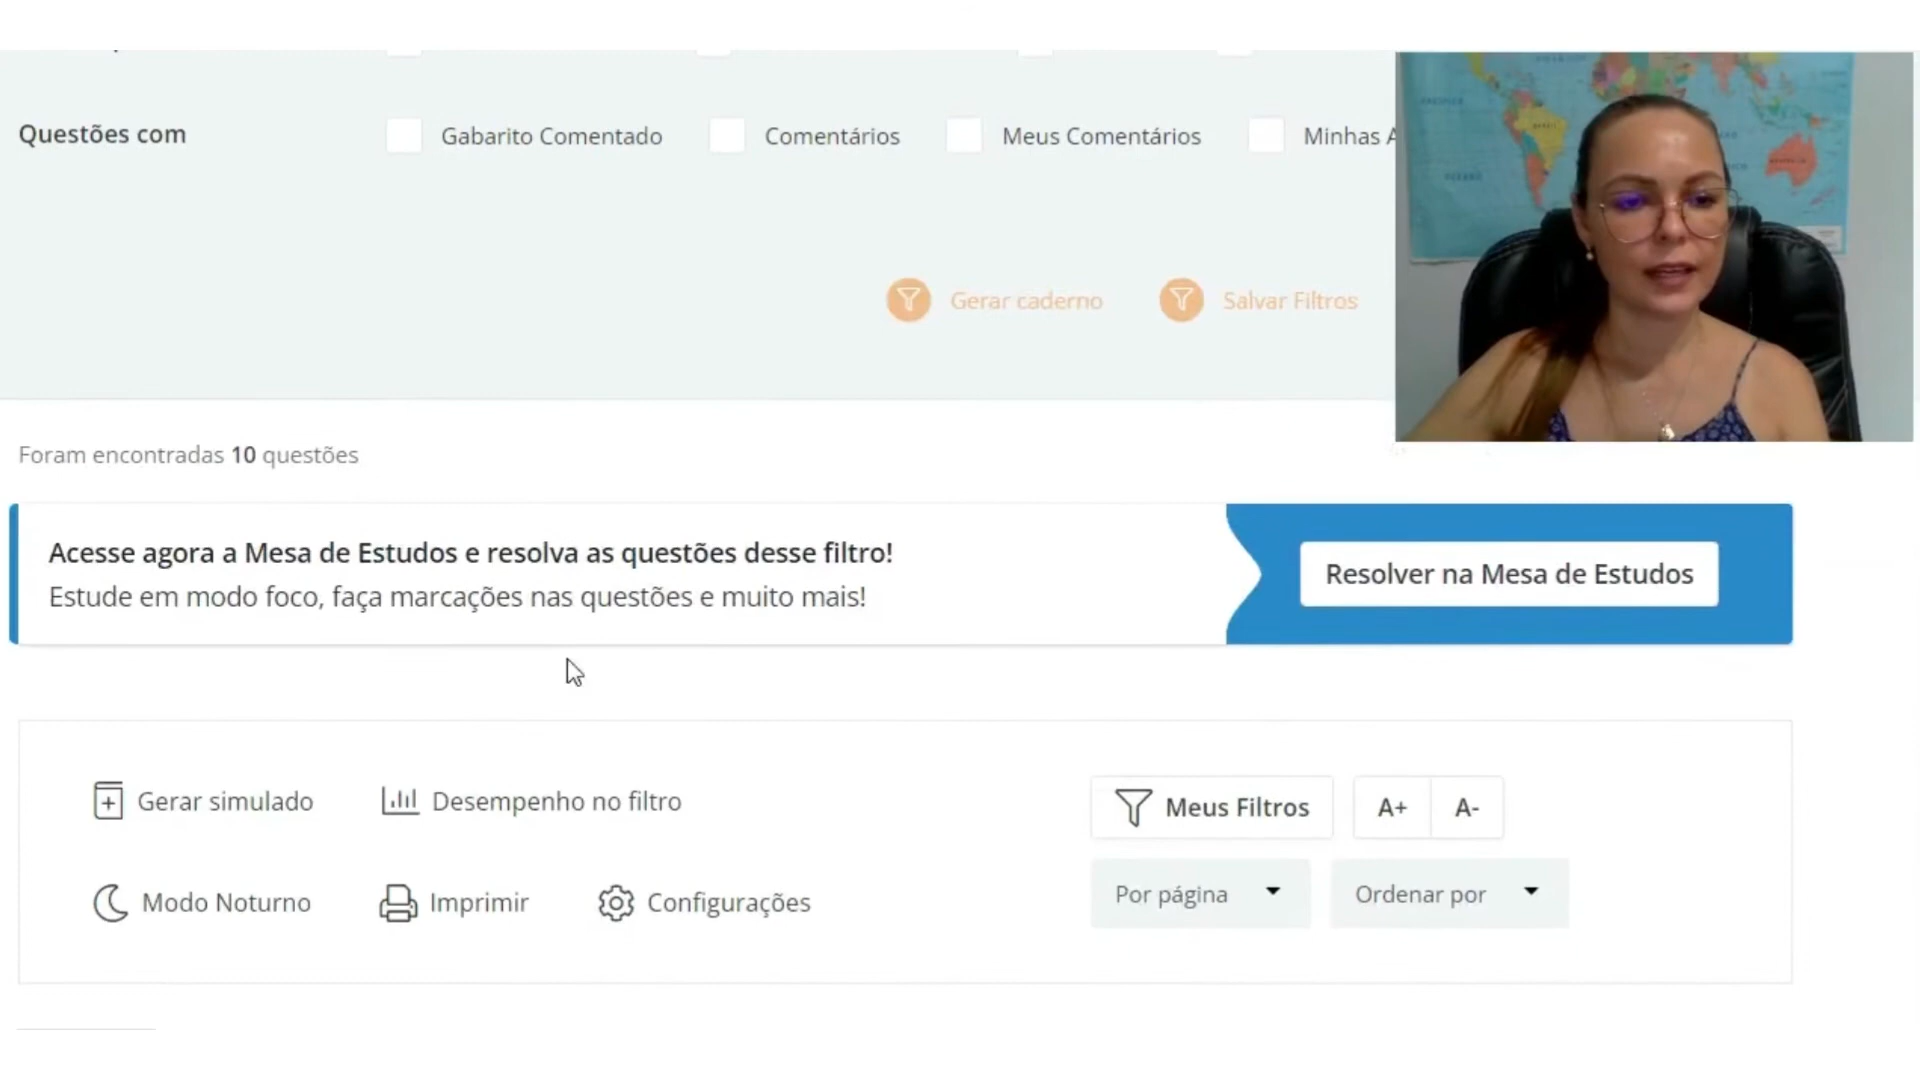 Questões com
Gabarito Comentado
Comentários
Meus Comentários
Minhas A
Gerar caderno
Salvar Filtros
BRASIL
Foram encontradas 10 questões
Acesse agora a Mesa de Estudos e resolva as questões desse filtro!
Estude em modo foco, faça marcações nas questões e muito mais!
Resolver na Mesa de Estudos
Gerar simulado
Desempenho no filtro
Meus Filtros
A+
A-
Modo Noturno
Imprimir
Configurações
Por página
Ordenar por